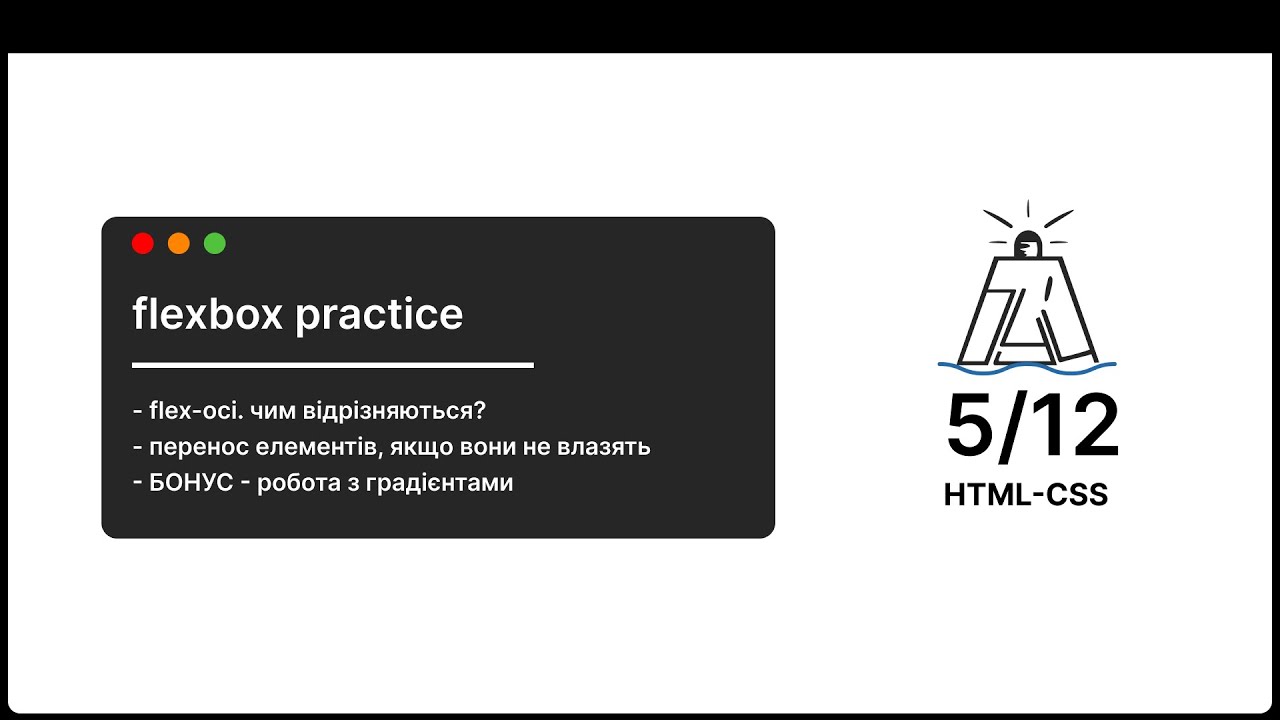 flexbox practice
- flex-осі. чим відрізняються?
- перенос елементів, якщо вони не влазять
- БОНУС - робота з градієнтами
5/12
HTML-CSS